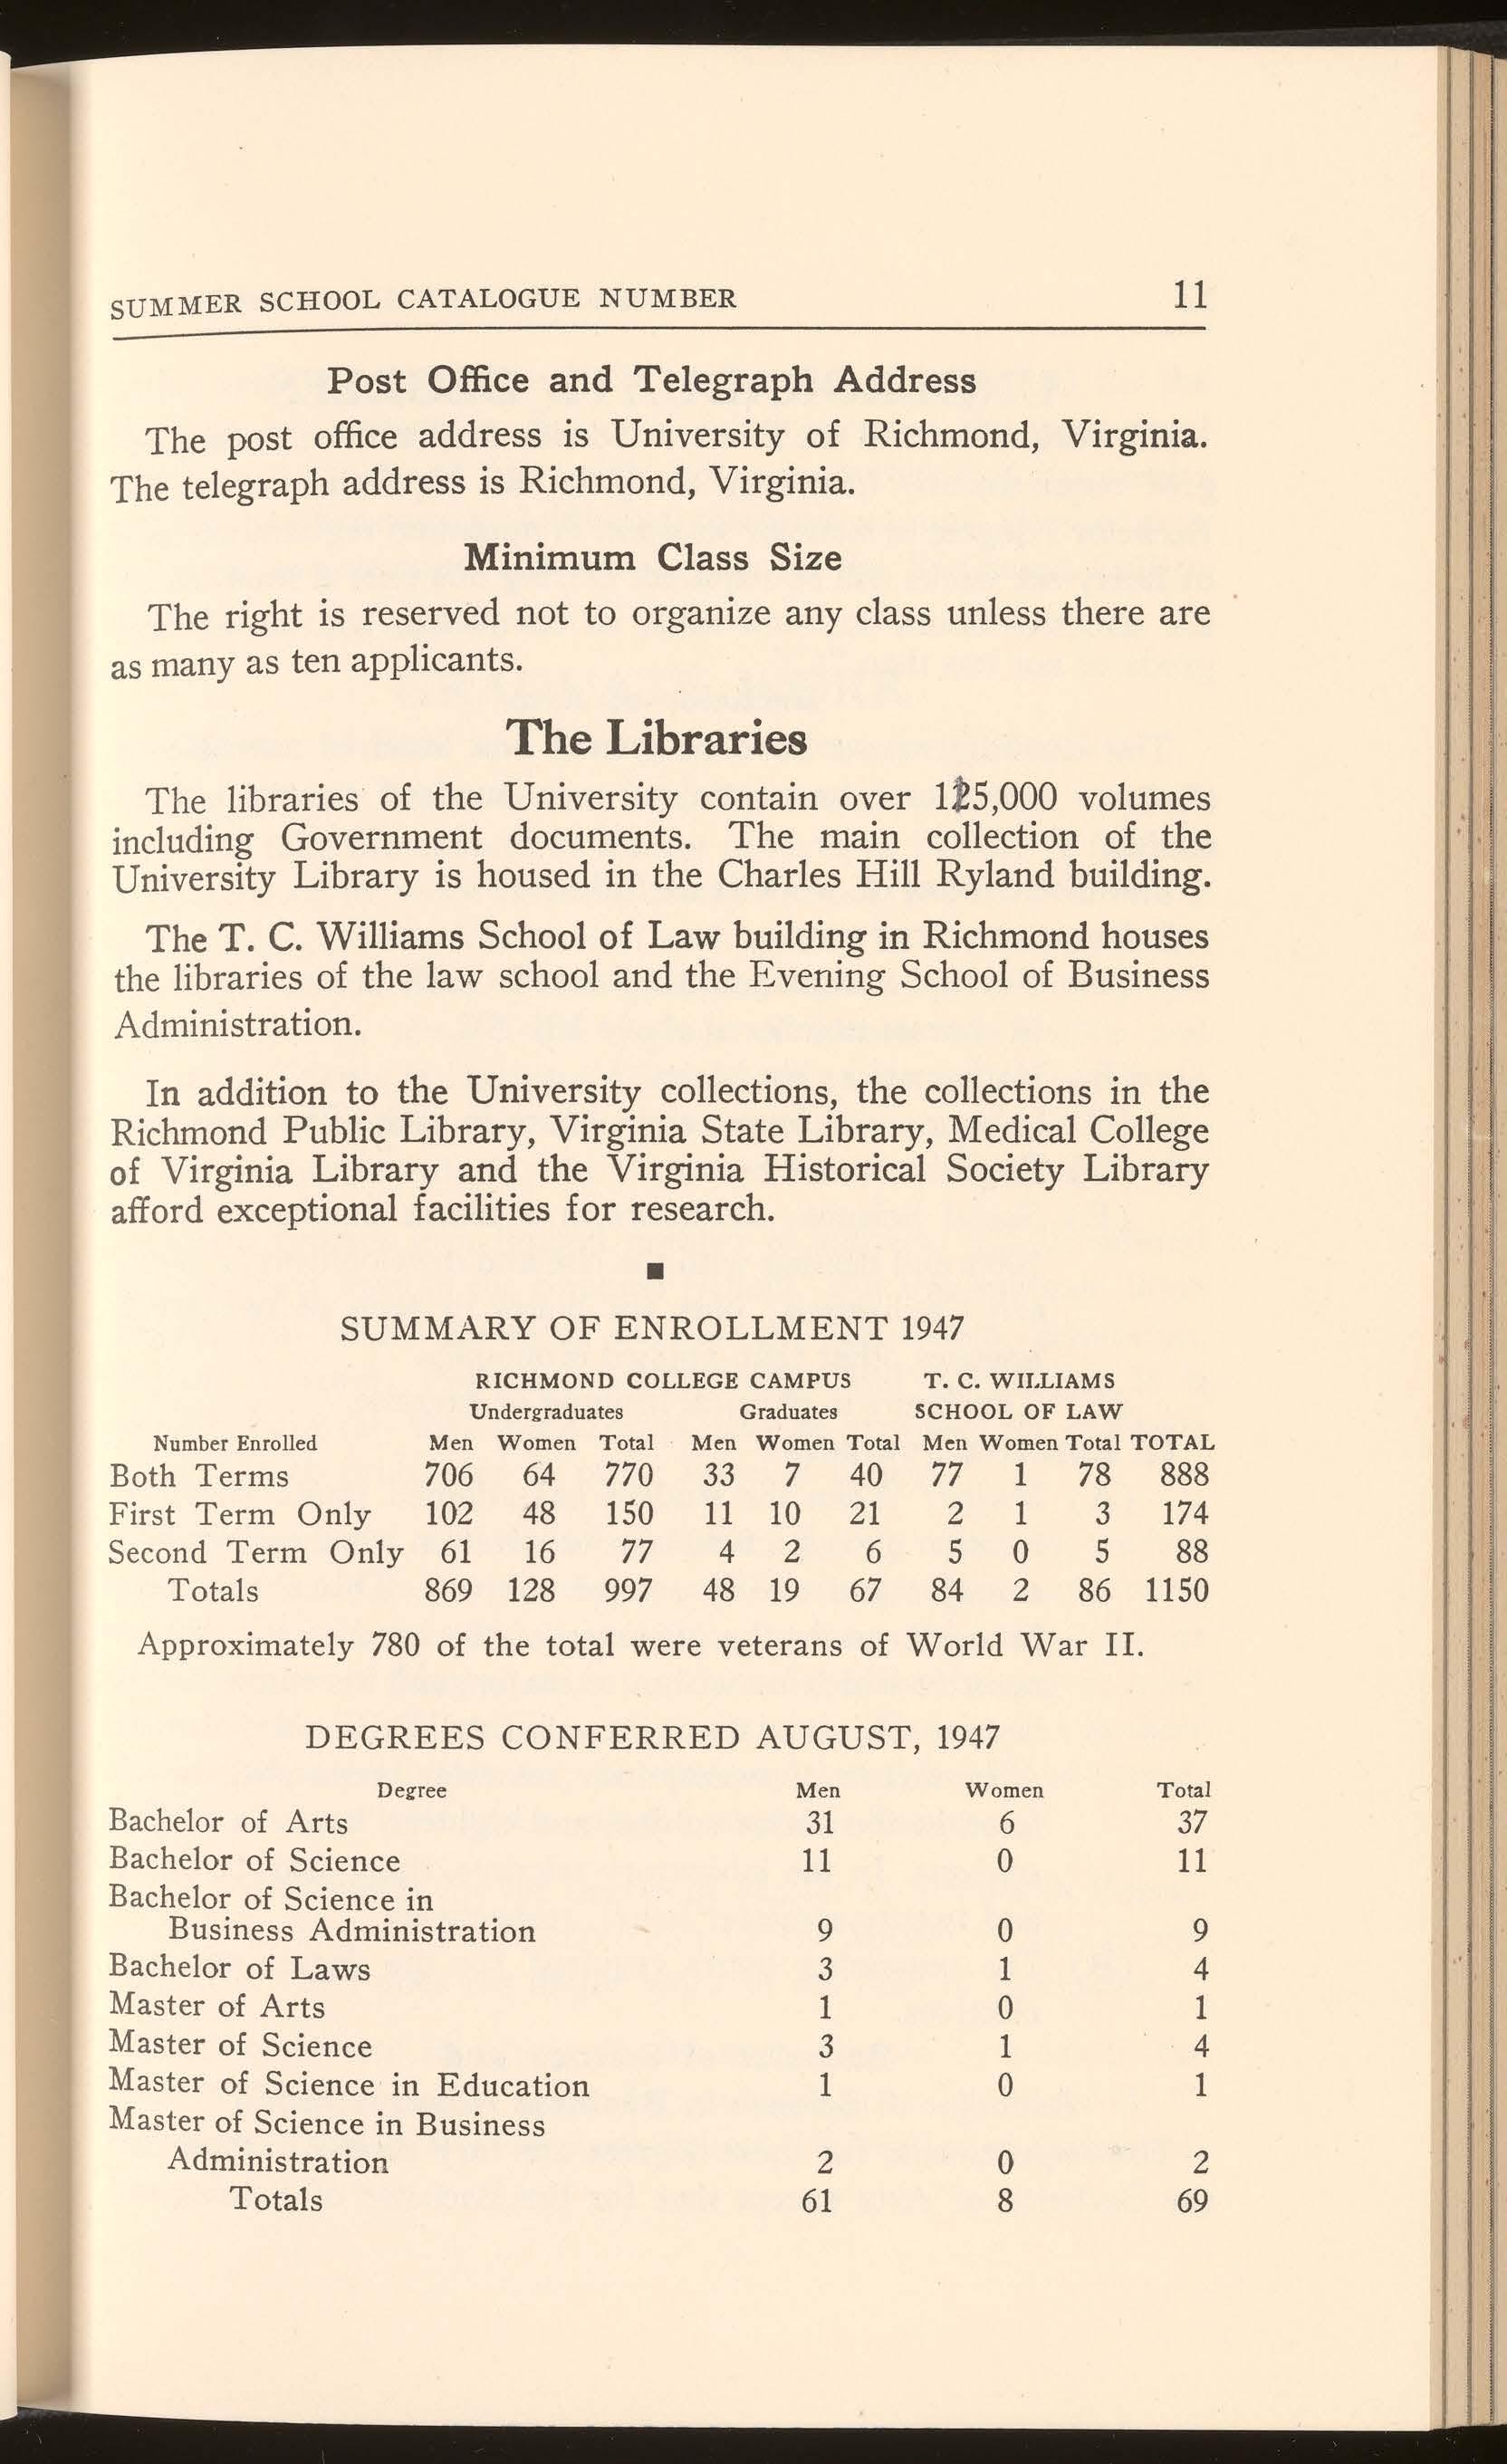 SUMMER SCHOOL CATALOGUE NUMBER 11
Post Office and Telegraph Address
The post office address is University of Richmond, Virginia.
The telegraph address is Richmond, Virginia.
Minimum Class Size
The right is reserved not to organize any class unless there are
as many as ten applicants.
The Libraries
The libraries of the University contain over volumes
including Government documents. The main collection of the
University Library is housed in the Charles Hill Ryland building.
The T. C. Williams School of Law building in Richmond houses
the libraries of the law school and the Evening School of Business
Administration.
In addition to the University collections, the collections in the
Richmond Public Library, Virginia State Library, Medical College
of Virginia Library and the Virginia Historical Society Library
afford exceptional facilities for research.
SUMMARY OF ENROLLMENT 1947
RICHMOND COLLEGE CAMPUS T. C. WILLIAMS
Undergraduates Graduates SCHOOL OF LAW
Number Enrolled Men Women Total Men Women Total Men Women Total TOTAL
Both Terms 706 64 770 33 7 40 77 1 78 888
First Term Only 102 48 150 11 10 21 2 1 3 174
Second Term Only 61 16 77 4 2 6 5 0 5 88
Totals 869 128 997 48 19 67 84 2 86 1150
Approximately 780 of the total were veterans of World War II.
DEGREES CONFERRED AUGUST, 1947
Degree Men Women Total
Bachelor of Arts 31 6 37
Bachelor of Science 11 0 11
Bachelor of Science in
Business Administration 9 0 9
Bachelor of Laws 3 1 4
Master of Arts 1 0 1
Master of Science 3 1 4
Master of Science in Education 1 0 1
Master of Science in Business
Administration 2 0 2
Totals 61 8 69